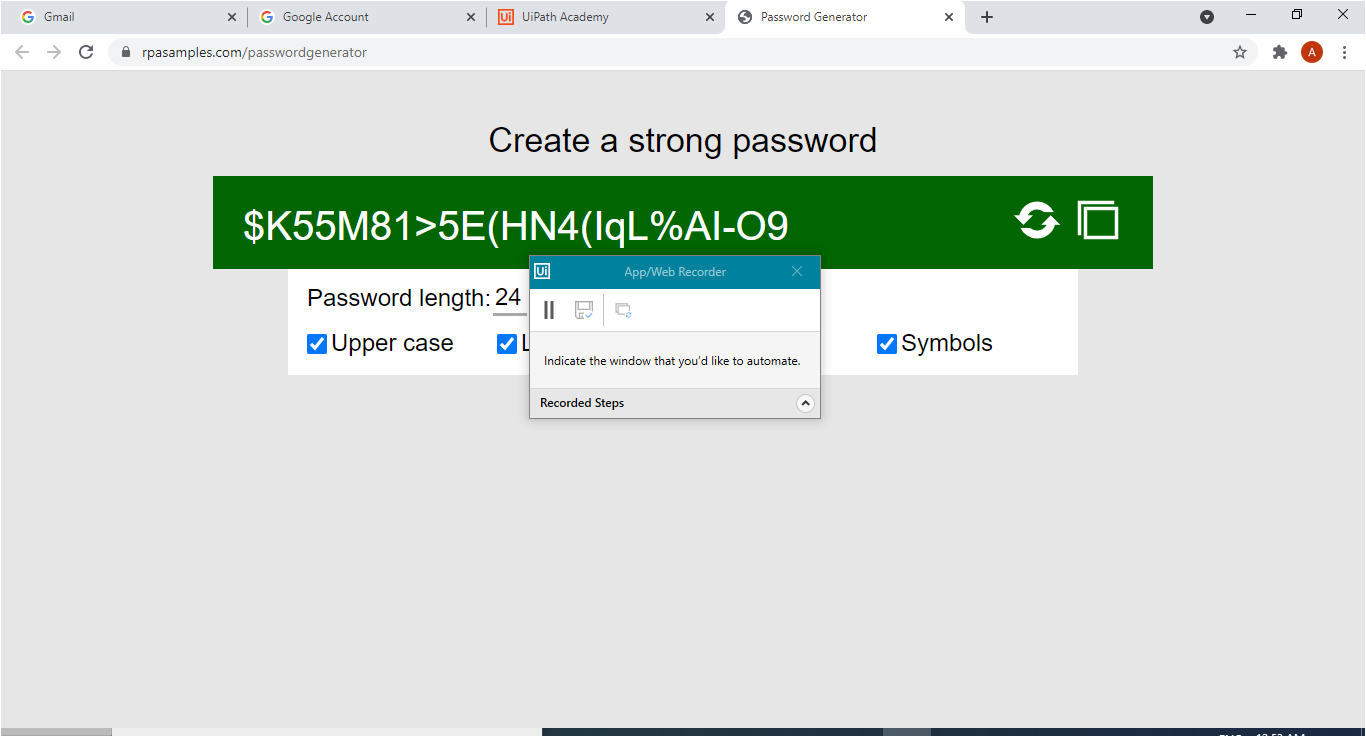 Gmail
Google Account
UiPath Academy
Password Generator
rpasamples.com/passwordgenerator
A
Create a strong password
$K55M81>5E(HN4(IqL%AI-O9
Ui
App/Web Recorder
Password length: 24
Upper case
Symbols
Indicate the window that you'd like to automate.
Recorded Steps